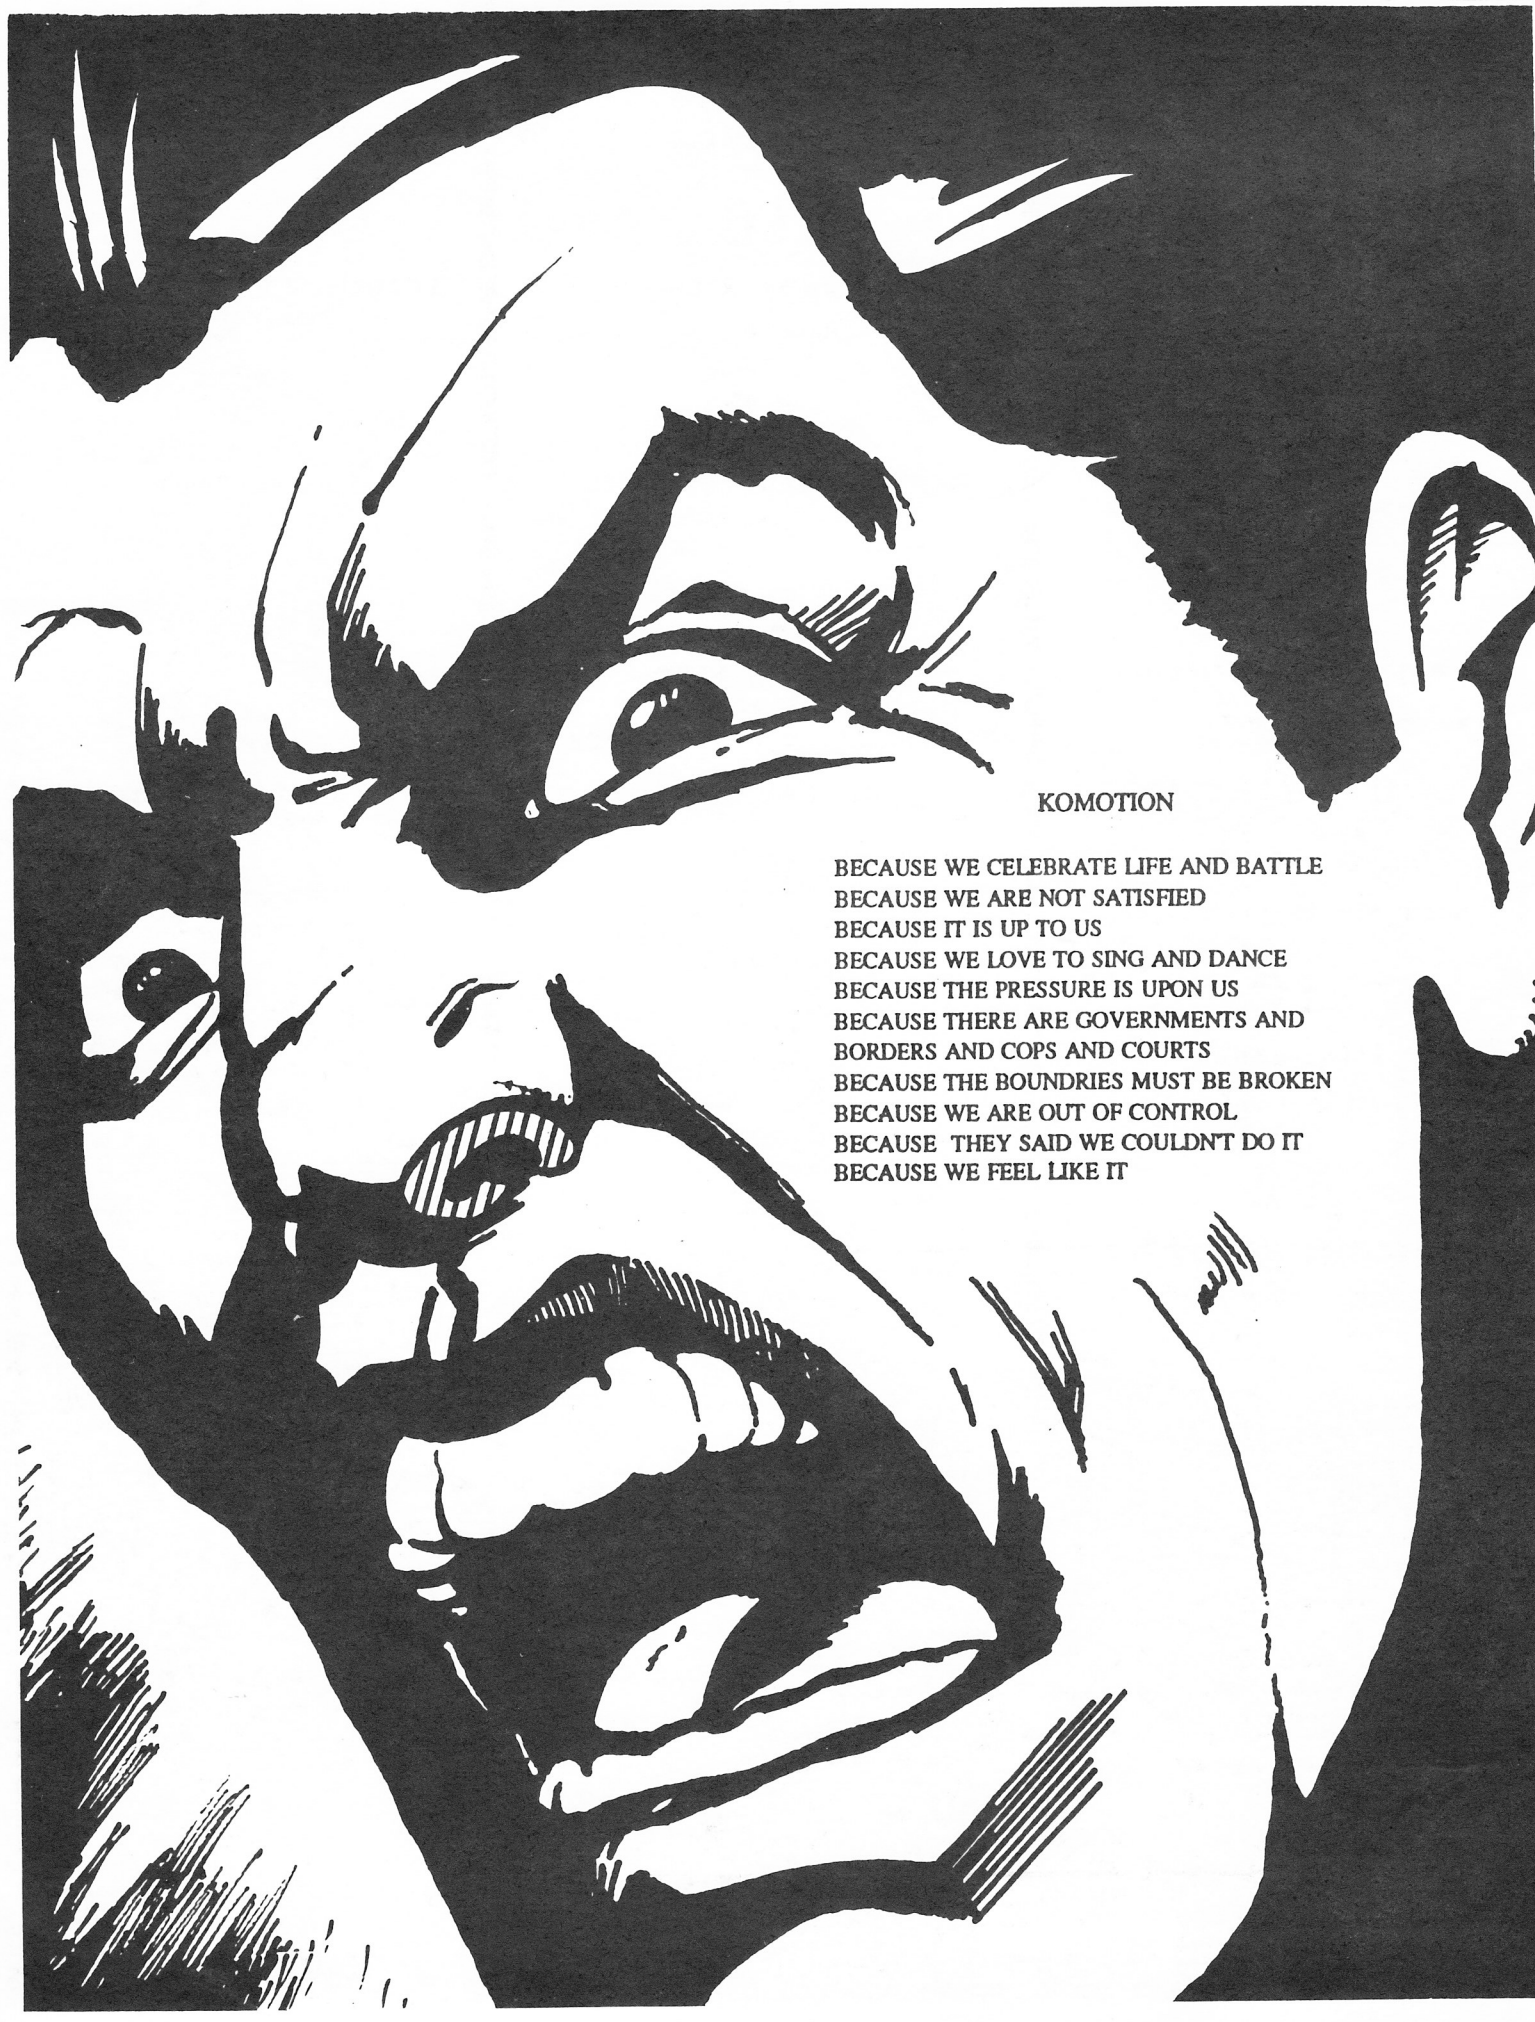 KOMOTION
BECAUSE WE CELEBRATE LIFE AND BATTLE
BECAUSE WE ARE NOT SATISFIED
BECAUSE IT IS UP TO US
BECAUSE WE LOVE TO SING AND DANCE
BECAUSE THE PRESSURE IS UPON US
BECAUSE THERE ARE GOVERNMENTS AND
BORDERS AND COPS AND COURTS
BECAUSE THE BOUNDRIES MUST BE BROKEN
BECAUSE WE ARE OUT OF CONTROL
BECAUSE THEY SAID WE COULDN'T DO IT
BECAUSE WE FEEL LIKE IT